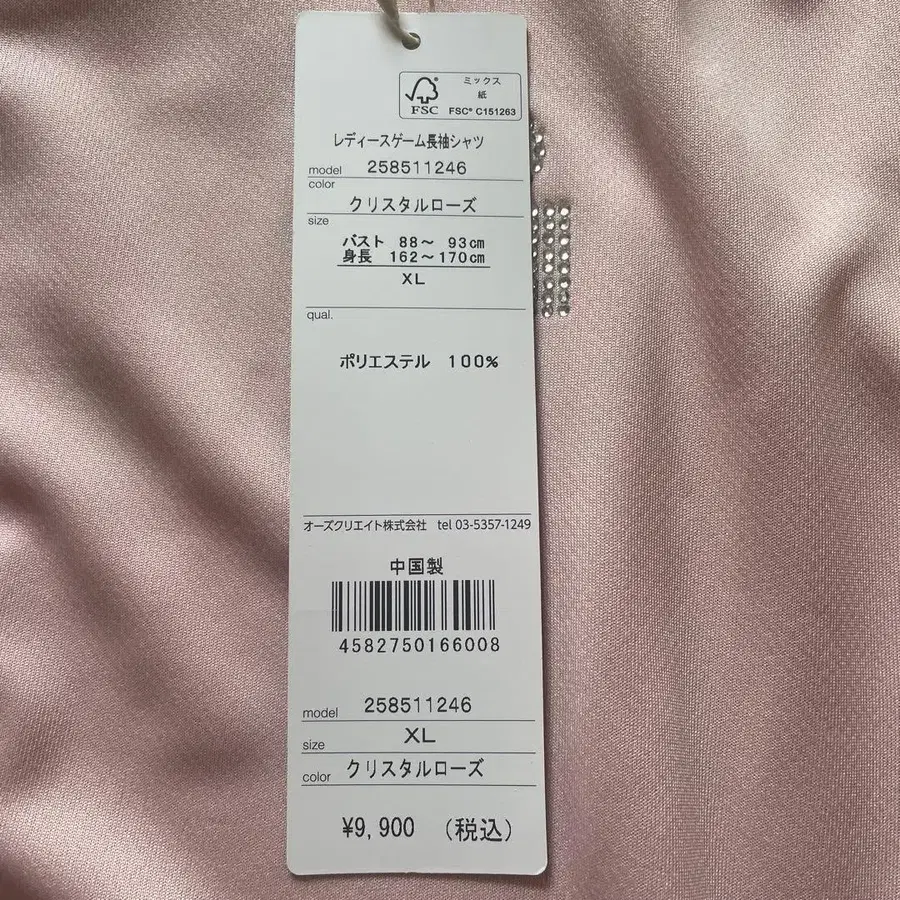 ミックス
紙
FSC® C151263
FSC
レディースゲーム長袖シャツ
model 258511246
color
クリスタルローズ
size
バスト 88～ 93cm
身長 162～170cm
XL
qual.
ポリエステル 100%
オーズクリエイト株式会社 tel 03-5357-1249
中国製
4582750166008
model 258511246
size XL
color クリスタルローズ
¥9,900 (税込)